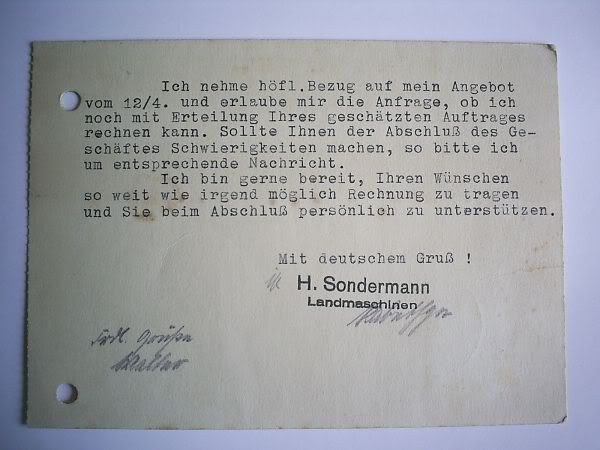 Ich nehme höfl.Bezug auf mein Angebot
vom 12/4. und erlaube mir die Anfrage, ob ich
noch mit Erteilung Ihres geschätzten Auftrages
rechnen kann. Sollte Ihnen der Abschluß des Ge-
schäftes Schwierigkeiten machen, so bitte ich
um entsprechende Nachricht.
Ich bin gerne bereit, Ihren Wünschen
so weit wie irgend möglich Rechnung zu tragen
und Sie beim Abschluß persönlich zu unterstützen.
Mit deutschem Gruß !
H. Sondermann
Landmaschinen
Frdl. Grüße
Walter